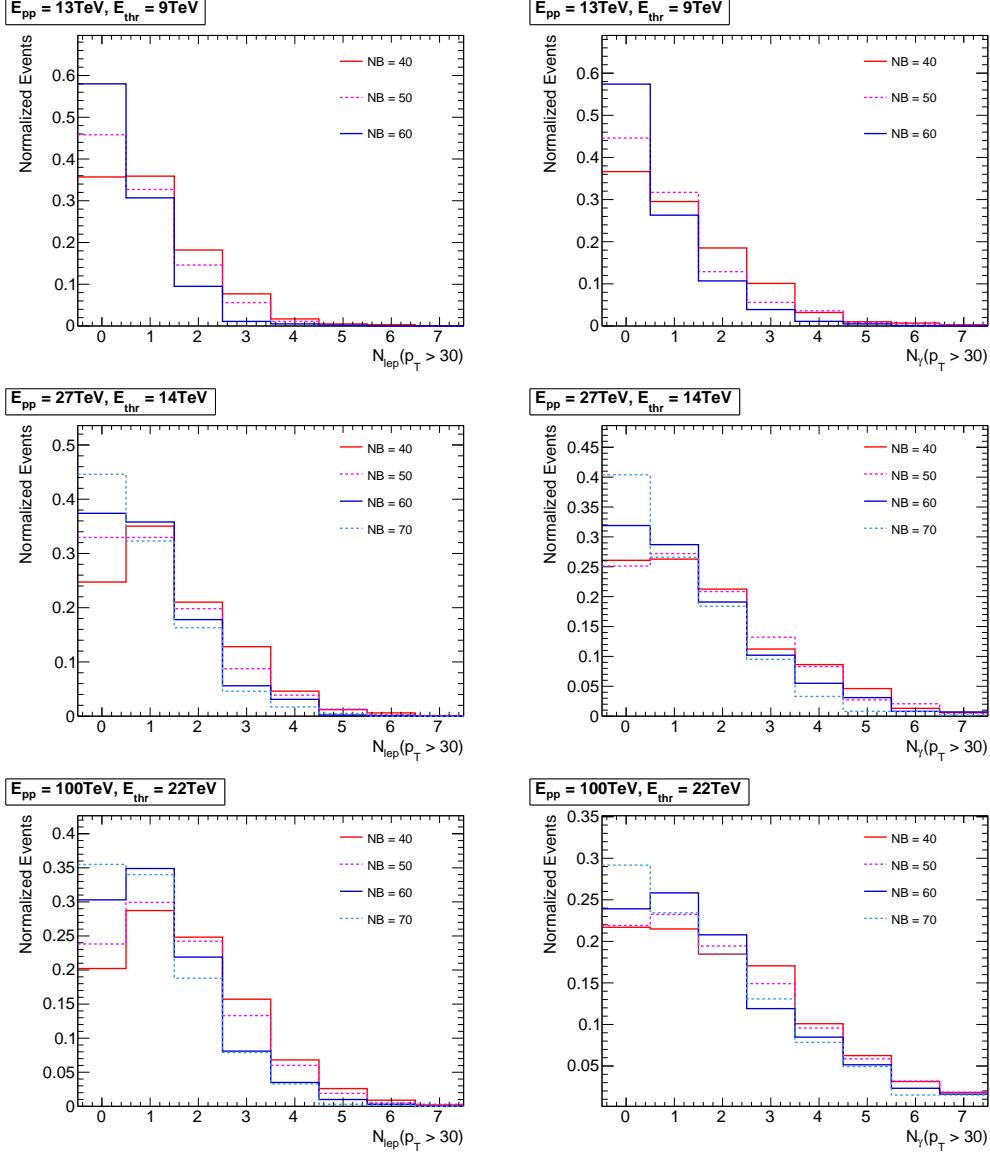 E_pp = 13TeV, E_thr = 9TeV
Normalized Events
0.6
0.5
0.4
0.3
0.2
0.1
0
NB = 40
NB = 50
NB = 60
0 1 2 3 4 5 6 7
N_lep(p_T > 30)
E_pp = 13TeV, E_thr = 9TeV
Normalized Events
0.6
0.5
0.4
0.3
0.2
0.1
0
NB = 40
NB = 50
NB = 60
0 1 2 3 4 5 6 7
N_γ(p_T > 30)
E_pp = 27TeV, E_thr = 14TeV
Normalized Events
0.5
0.4
0.3
0.2
0.1
0
NB = 40
NB = 50
NB = 60
NB = 70
0 1 2 3 4 5 6 7
N_lep(p_T > 30)
E_pp = 27TeV, E_thr = 14TeV
Normalized Events
0.45
0.4
0.35
0.3
0.25
0.2
0.15
0.1
0.05
0
NB = 40
NB = 50
NB = 60
NB = 70
0 1 2 3 4 5 6 7
N_γ(p_T > 30)
E_pp = 100TeV, E_thr = 22TeV
Normalized Events
0.4
0.35
0.3
0.25
0.2
0.15
0.1
0.05
0
NB = 40
NB = 50
NB = 60
NB = 70
0 1 2 3 4 5 6 7
N_lep(p_T > 30)
E_pp = 100TeV, E_thr = 22TeV
Normalized Events
0.35
0.3
0.25
0.2
0.15
0.1
0.05
NB = 40
NB = 50
NB = 60
NB = 70
0 1 2 3 4 5 6 7
N_γ(p_T > 30)